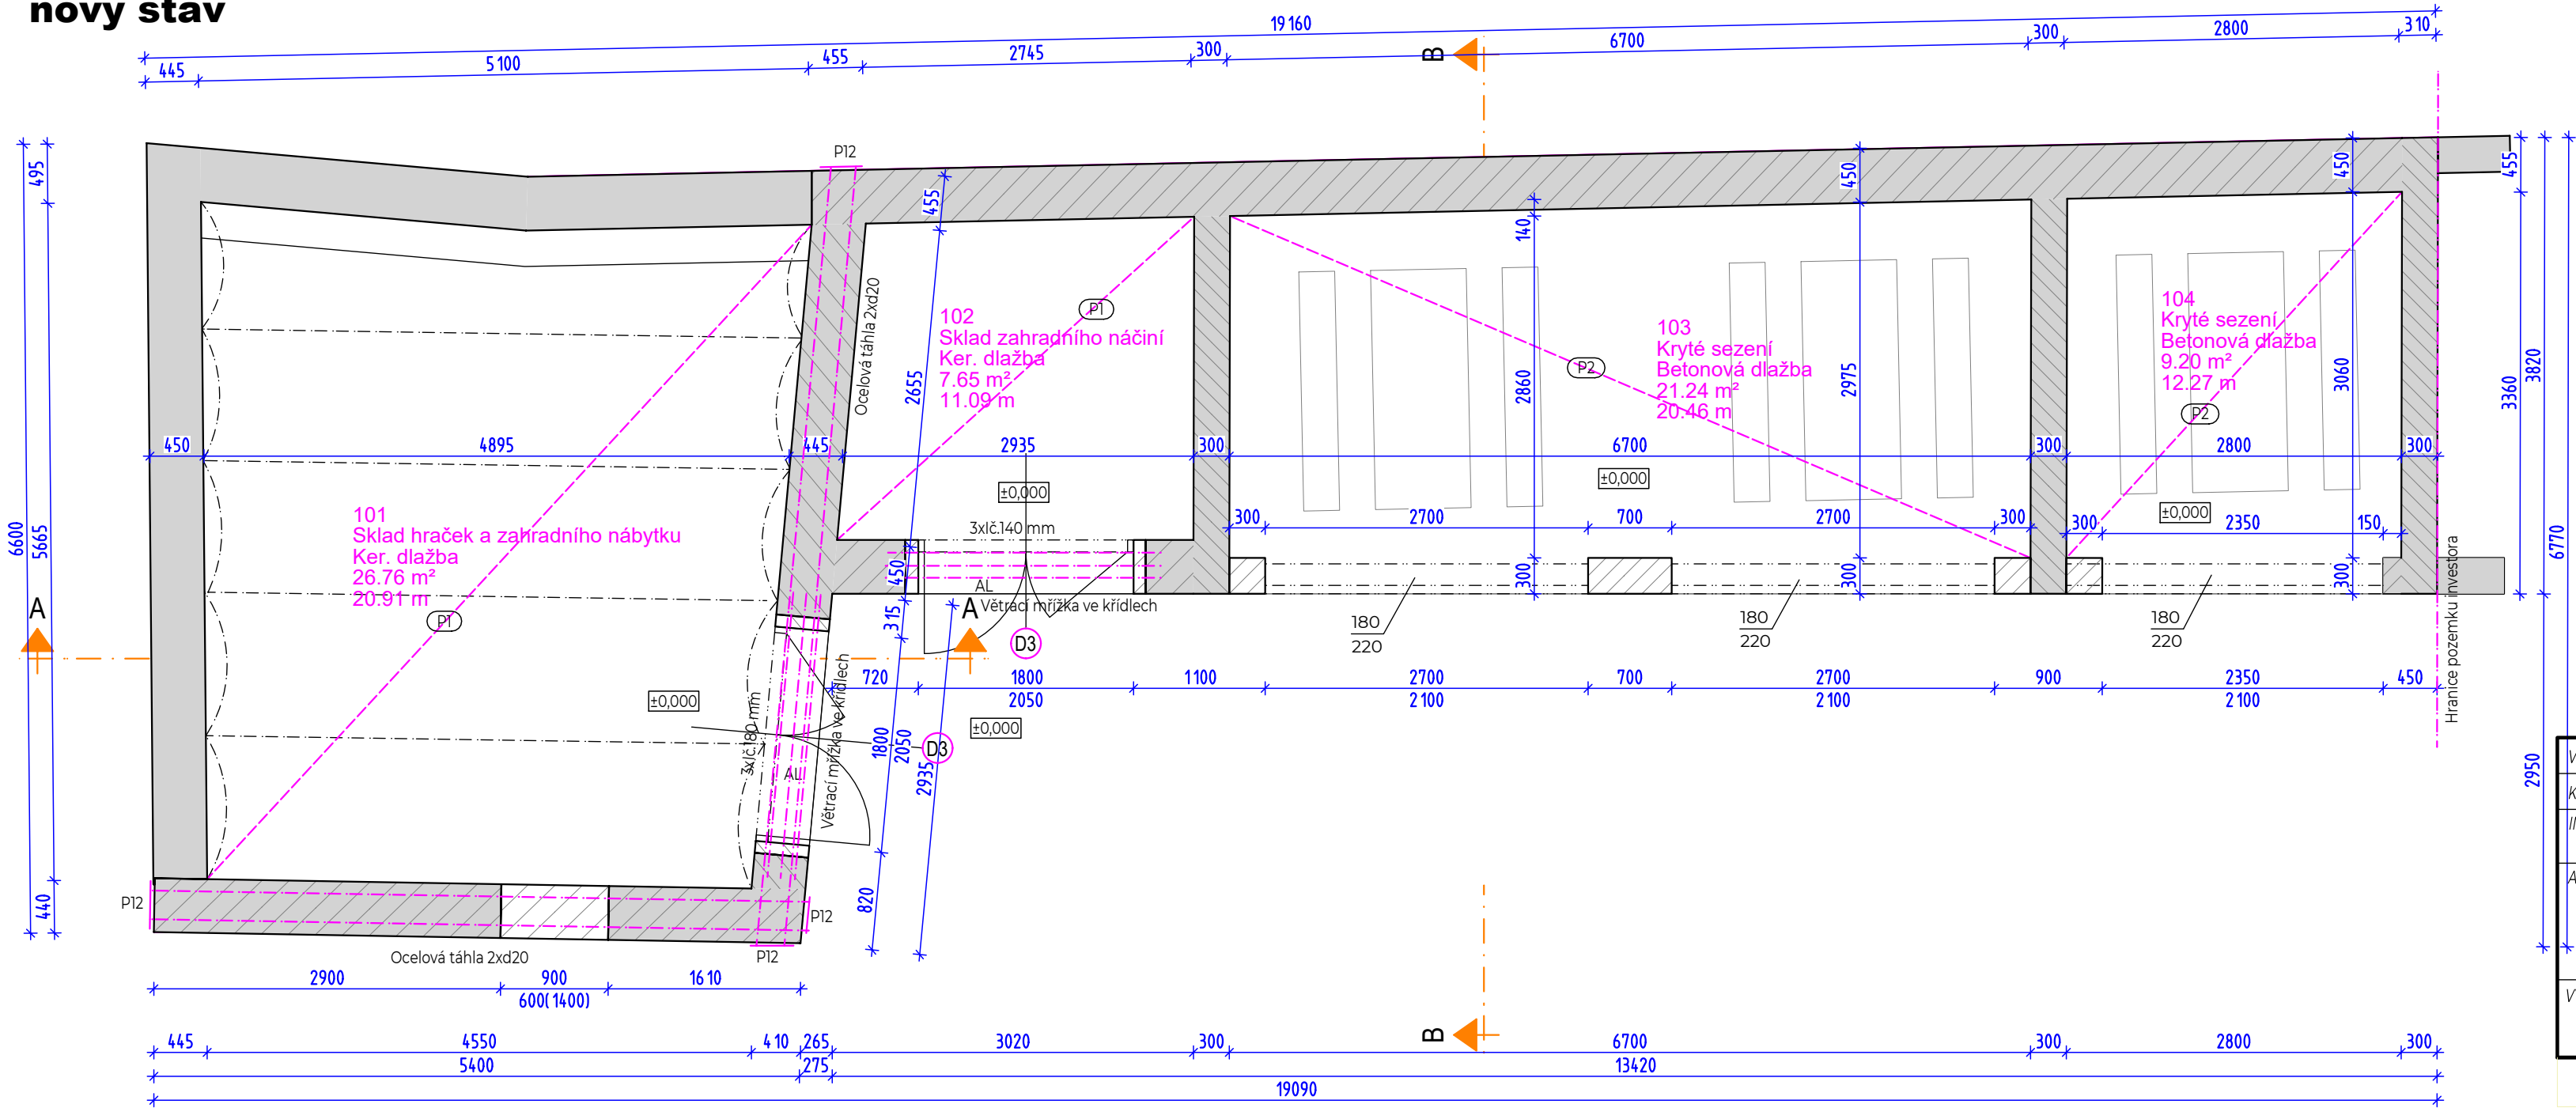 nový stav
19160
445
5100
455
2745
300
6700
300
2800
310
B
P12
495
6600
5665
440
455
2655
Ocelová táhla 2xd20
102
Sklad zahradního náčiní
Ker. dlažba
7.65 m²
11.09 m
P1
140
2860
300
450
2975
300
103
Kryté sezení
Betonová dlažba
21.24 m²
20.46 m
P2
450
3060
300
104
Kryté sezení
Betonová dlažba
9.20 m²
12.27 m
P2
455
3360
3820
6770
2950
450
4895
445
2935
300
6700
300
2800
300
±0,000
±0,000
±0,000
3xIč.140 mm
300
2700
700
2700
300
300
2350
150
101
Sklad hraček a zahradního nábytku
Ker. dlažba
26.76 m²
20.91 m
P1
A
A
450
315
AL
Větrací mřížka ve křídlech
D3
180
220
180
220
180
220
Hranice pozemku investora
720
1800
1100
2700
700
2700
900
2350
450
2050
2100
2100
2100
±0,000
±0,000
3xIč.180 mm
AL
Větrací mřížka ve křídlech
1800
2050
2935
D3
820
P12
P12
P12
Ocelová táhla 2xd20
2900
900
1610
600(1400)
B
445
4550
410
265
3020
300
6700
300
2800
300
5400
275
13420
19090